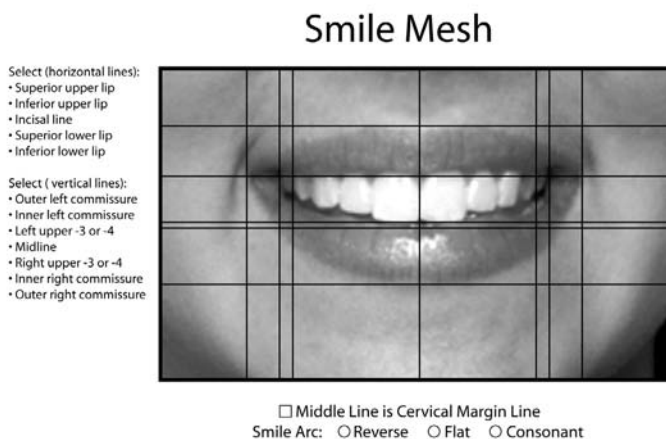 Smile Mesh
Select (horizontal lines):
• Superior upper lip
• Inferior upper lip
• Incisal line
• Superior lower lip
• Inferior lower lip
Select ( vertical lines):
• Outer left commissure
• Inner left commissure
• Left upper -3 or -4
• Midline
• Right upper -3 or -4
• Inner right commissure
• Outer right commissure
☐ Middle Line is Cervical Margin Line
Smile Arc: ○ Reverse ○ Flat ○ Consonant